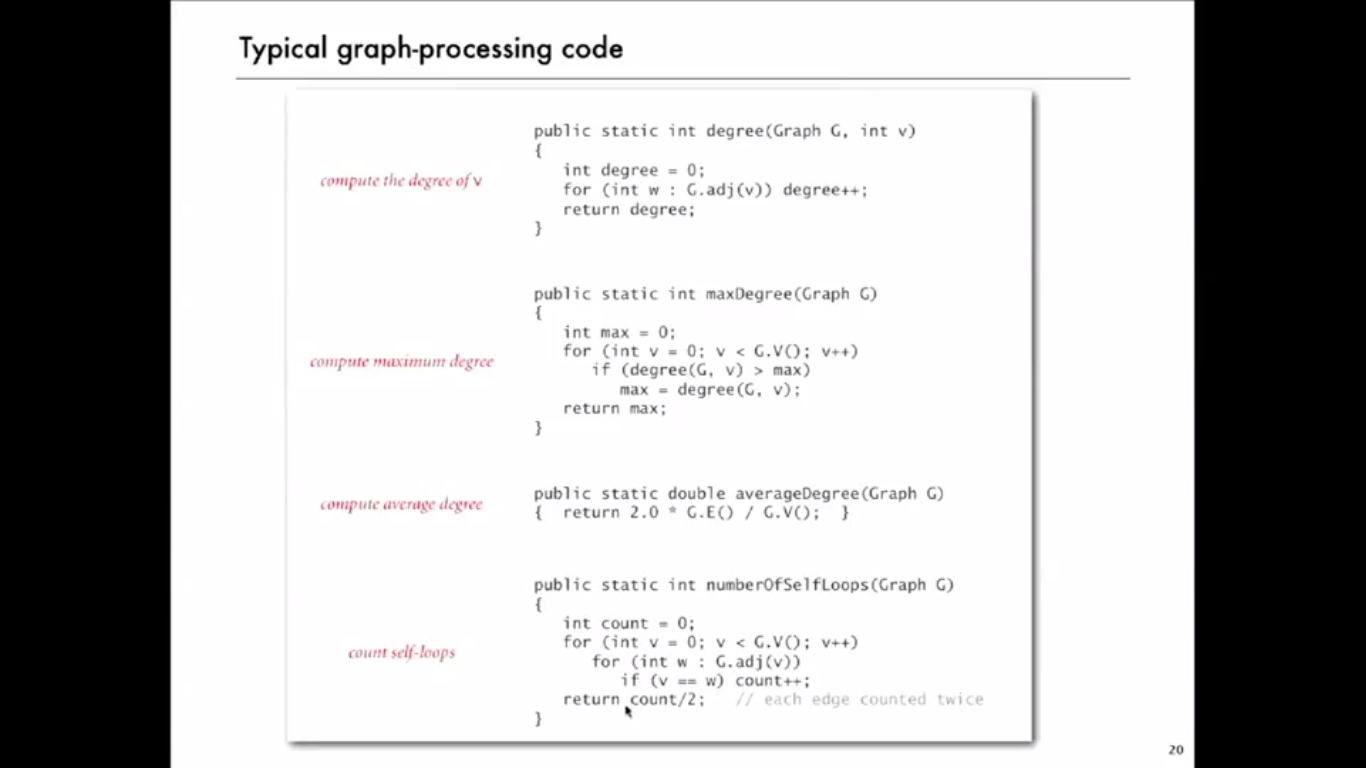 Typical graph-processing code
compute the degree of v
public static int degree(Graph G, int v)
{
int degree = 0;
for (int w : G.adj(v)) degree++;
return degree;
}
compute maximum degree
public static int maxDegree(Graph G)
{
int max = 0;
for (int v = 0; v < G.V(); v++)
if (degree(G, v) > max)
max = degree(G, v);
return max;
}
compute average degree
public static double averageDegree(Graph G)
{ return 2.0 * G.E() / G.V(); }
count self-loops
public static int numberOfSelfLoops(Graph G)
{
int count = 0;
for (int v = 0; v < G.V(); v++)
for (int w : G.adj(v))
if (v == w) count++;
return count/2; // each edge counted twice
}
20